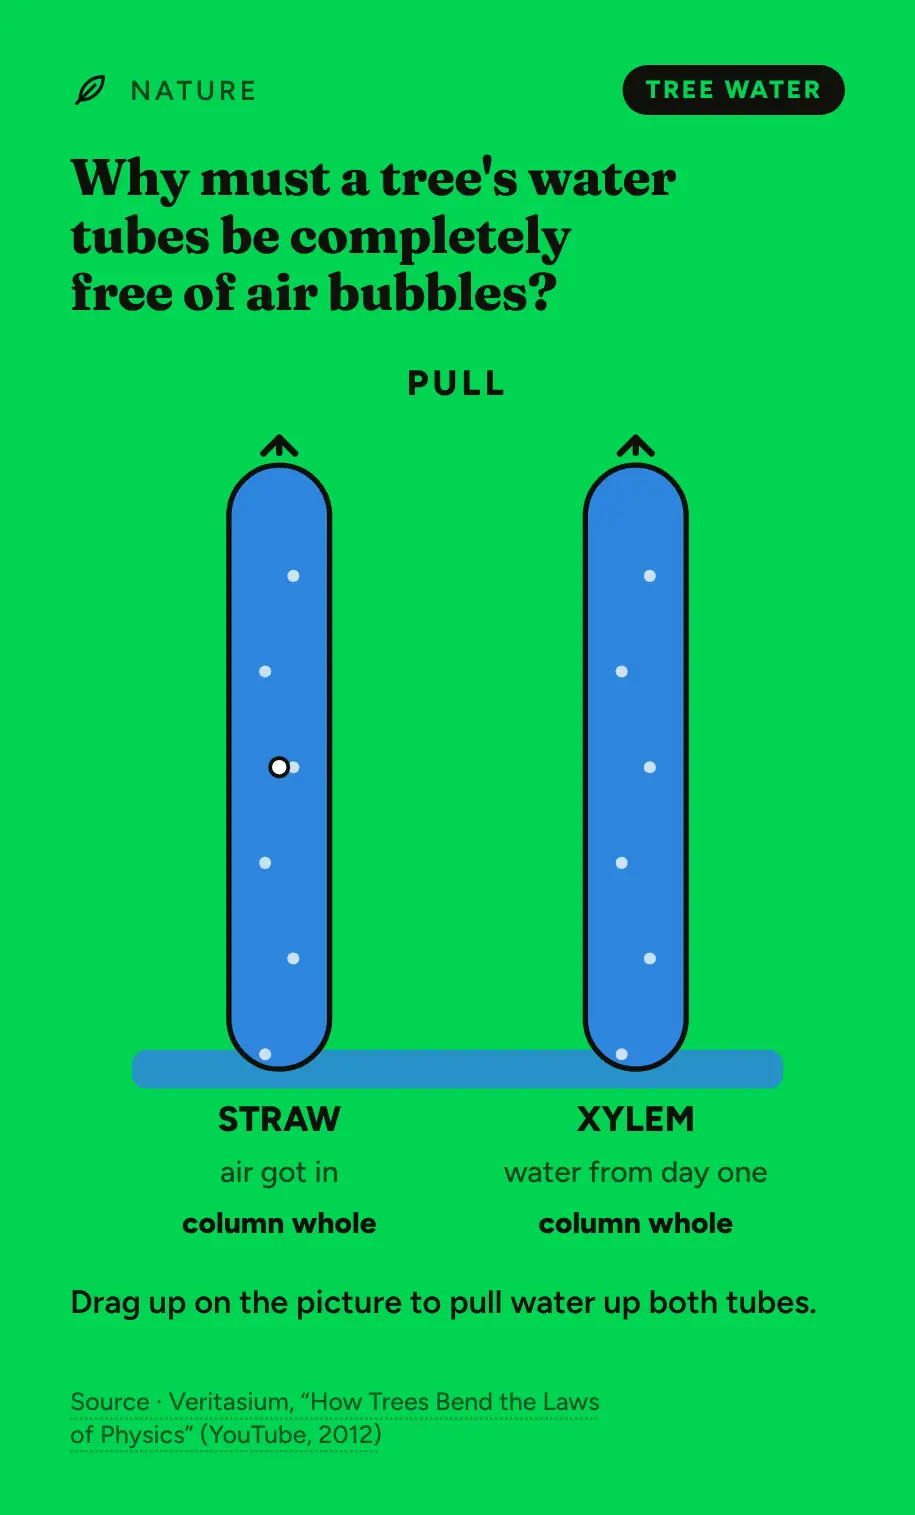 NATURE
TREE WATER
Why must a tree's water
tubes be completely
free of air bubbles?
PULL
STRAW
XYLEM
air got in
water from day one
column whole
column whole
Drag up on the picture to pull water up both tubes.
Source · Veritasium, “How Trees Bend the Laws
of Physics” (YouTube, 2012)